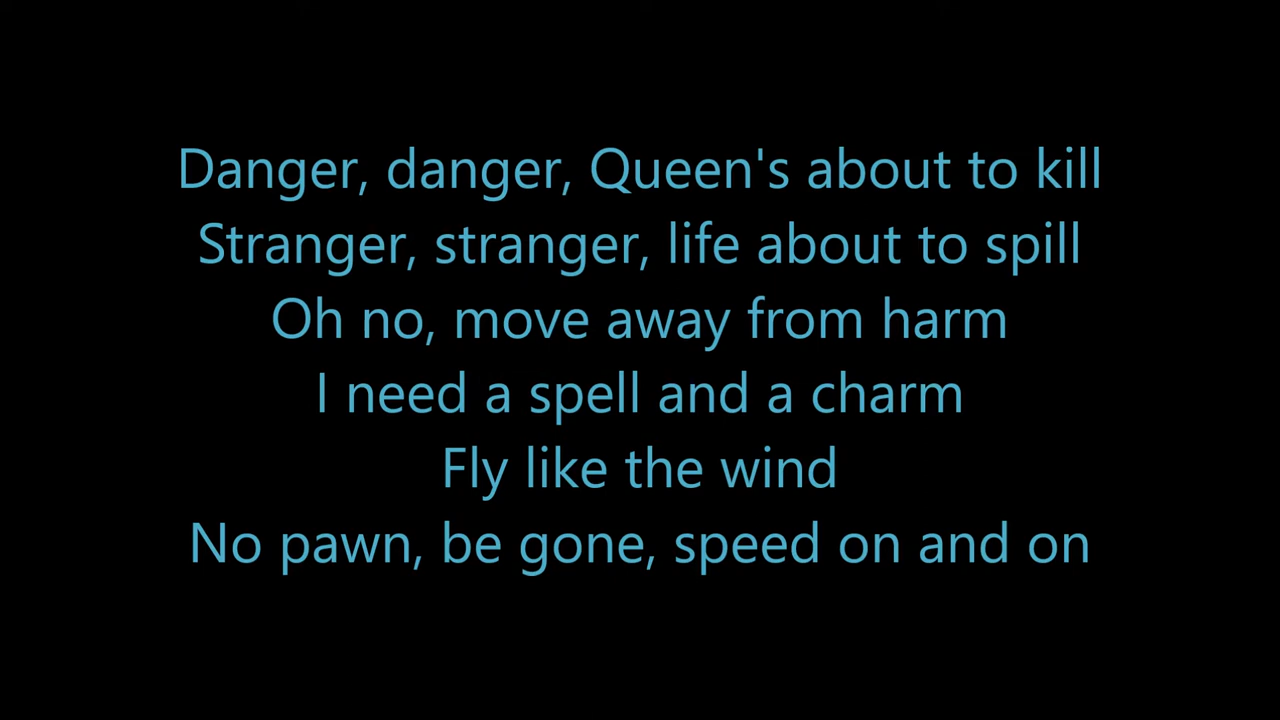 Danger, danger, Queen's about to kill
Stranger, stranger, life about to spill
Oh no, move away from harm
I need a spell and a charm
Fly like the wind
No pawn, be gone, speed on and on